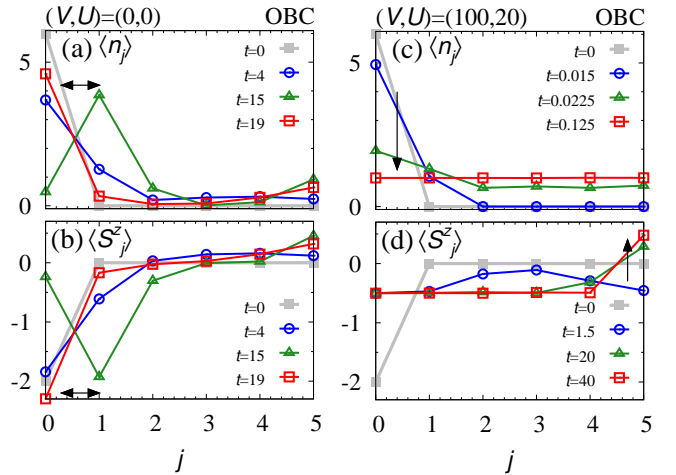 (V,U)=(0,0) OBC
(a) ⟨n_j⟩
t=0
t=4
t=15
t=19
5
0
(b) ⟨S^z_j⟩
t=0
t=4
t=15
t=19
0
-1
-2
0 1 2 3 4 5
j
(V,U)=(100,20) OBC
(c) ⟨n_j⟩
t=0
t=0.015
t=0.0225
t=0.125
5
0
(d) ⟨S^z_j⟩
t=0
t=1.5
t=20
t=40
0
-1
-2
0 1 2 3 4 5
j